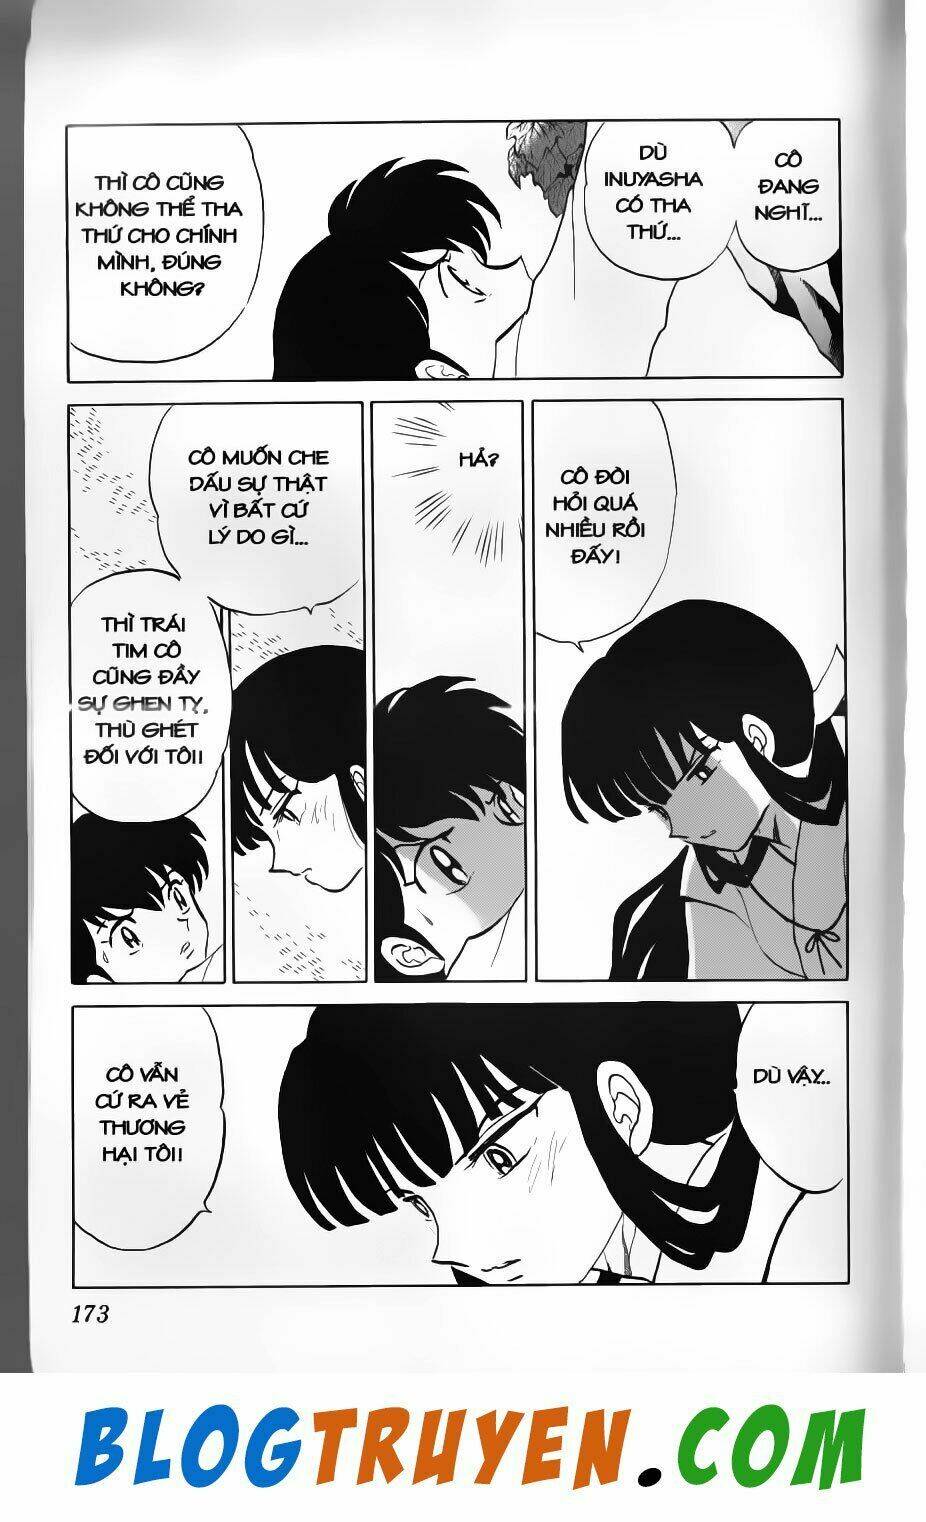 CÔ
ĐANG
NGHĨ...
DÙ
INUYASHA
CÓ THA
THỨ...
THÌ CÔ CŨNG
KHÔNG THỂ THA
THỨ CHO CHÍNH
MÌNH, ĐÚNG
KHÔNG?
CÔ ĐÒI
HỎI QUÁ
NHIỀU RỒI
ĐẤY!
HẢ?
CÔ MUỐN CHE
DẤU SỰ THẬT
VÌ BẤT CỨ
LÝ DO GÌ...
THÌ TRÁI
TIM CÔ
CŨNG ĐẦY
SỰ GHEN TỴ,
THÙ GHÉT
ĐỐI VỚI TÔI!
DÙ VẬY...
CÔ VẪN
CỨ RA VẺ
THƯƠNG
HẠI TÔI!
173
BLOGTRUYEN.COM